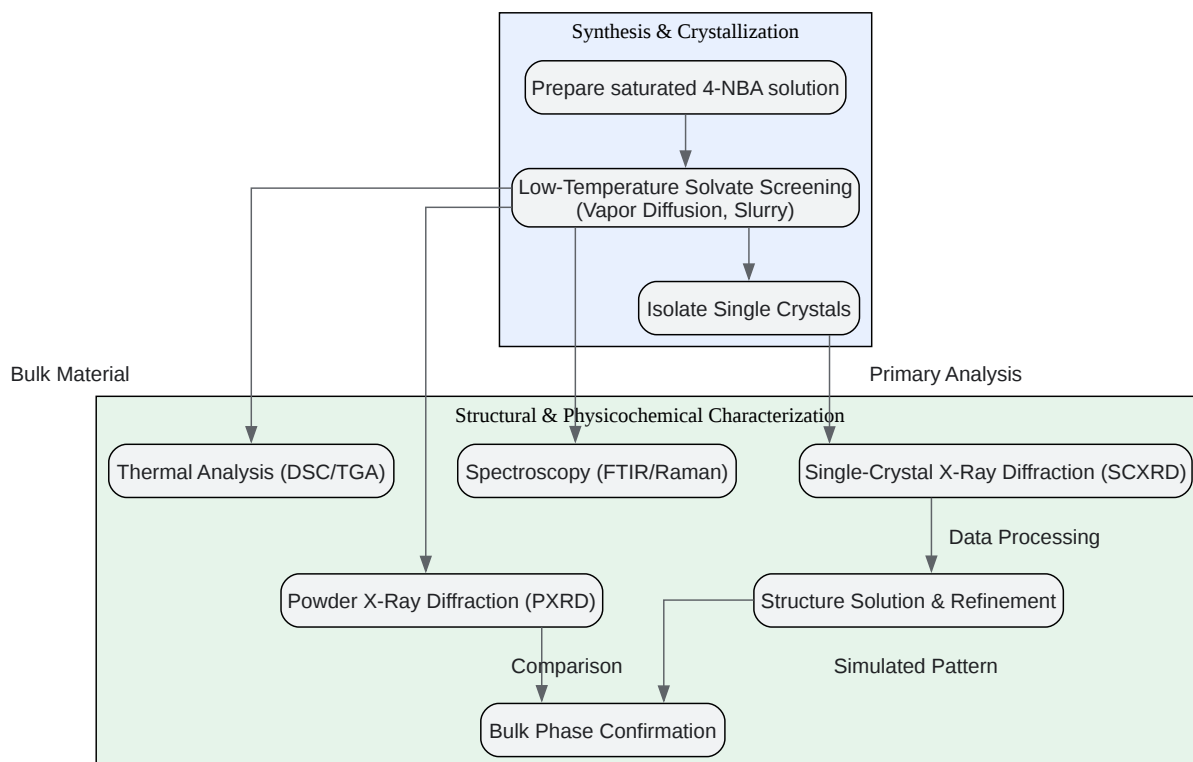 Synthesis & Crystallization
Prepare saturated 4-NBA solution
Low-Temperature Solvate Screening
(Vapor Diffusion, Slurry)
Isolate Single Crystals
Bulk Material
Primary Analysis
Structural & Physicochemical Characterization
Thermal Analysis (DSC/TGA)
Spectroscopy (FTIR/Raman)
Single-Crystal X-Ray Diffraction (SCXRD)
Data Processing
Powder X-Ray Diffraction (PXRD)
Structure Solution & Refinement
Comparison
Simulated Pattern
Bulk Phase Confirmation